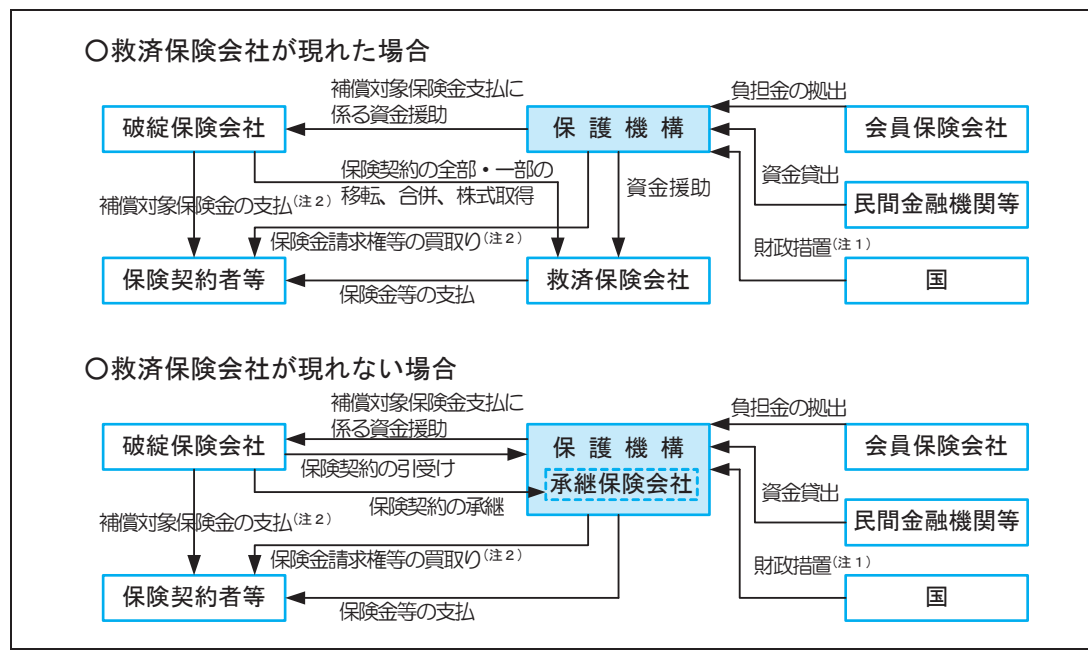 〇救済保険会社が現れた場合
補償対象保険金支払に
係る資金援助
負担金の拠出
破綻保険会社
保護機構
会員保険会社
保険契約の全部・一部の
移転、合併、株式取得
資金援助
資金貸出
補償対象保険金の支払(注2)
民間金融機関等
保険金請求権等の買取り(注2)
財政措置(注1)
保険契約者等
救済保険会社
国
保険金等の支払
〇救済保険会社が現れない場合
補償対象保険金支払に
係る資金援助
負担金の拠出
破綻保険会社
保護機構
会員保険会社
保険契約の引受け
承継保険会社
資金貸出
保険契約の承継
補償対象保険金の支払(注2)
民間金融機関等
保険金請求権等の買取り(注2)
財政措置(注1)
保険契約者等
国
保険金等の支払